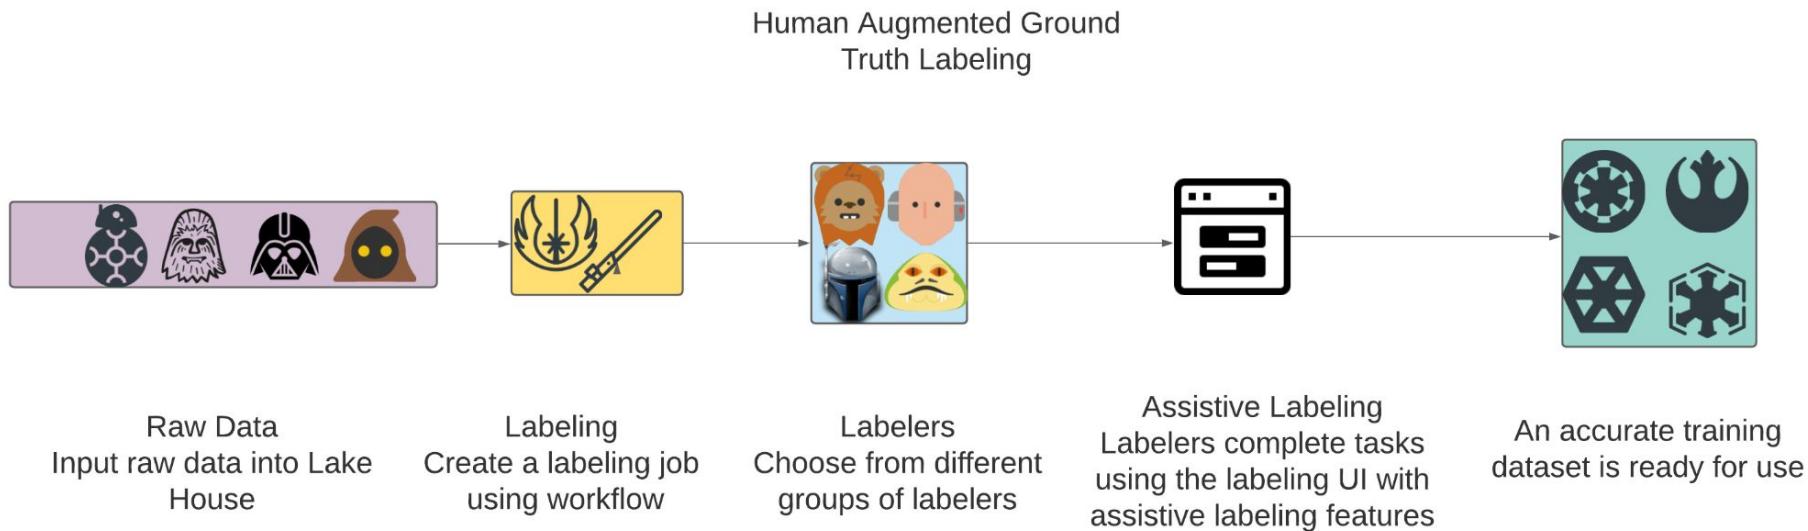 Human Augmented Ground
Truth Labeling
Raw Data
Input raw data into Lake
House
Labeling
Create a labeling job
using workflow
Labelers
Choose from different
groups of labelers
Assistive Labeling
Labelers complete tasks
using the labeling UI with
assistive labeling features
An accurate training
dataset is ready for use